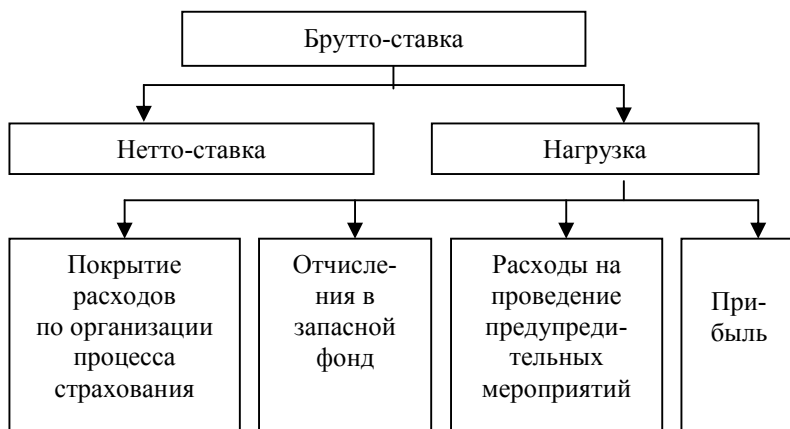 Брутто-ставка
Нетто-ставка
Нагрузка
Покрытие
расходов
по организации
процесса
страхования
Отчисле-
ния в
запасной
фонд
Расходы на
проведение
предупреди-
тельных
мероприятий
При-
быль